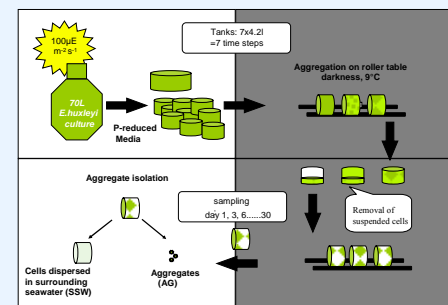 100µE
m⁻² s⁻¹
70L
E.huxleyi
culture
P-reduced
Media
Tanks: 7x4.2l
=7 time steps
Aggregation on roller table
darkness, 9°C
Removal of
suspended cells
sampling
day 1, 3, 6......30
Aggregate isolation
Cells dispersed
in surrounding
seawater (SSW)
Aggregates
(AG)